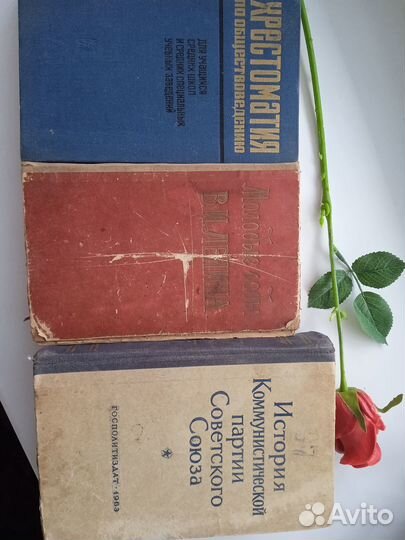 ХРЕСТОМАТИЯ
ПО ОБЩЕСТВОВЕДЕНИЮ
ДЛЯ УЧАЩИХСЯ
СРЕДНИХ ШКОЛ
И СРЕДНИХ СПЕЦИАЛЬНЫХ
УЧЕБНЫХ ЗАВЕДЕНИЙ
В.И. ЛЕНИНА
История
Коммунистической
партии
Советского
Союза
ГОСПОЛИТИЗДАТ · 1963
Avito